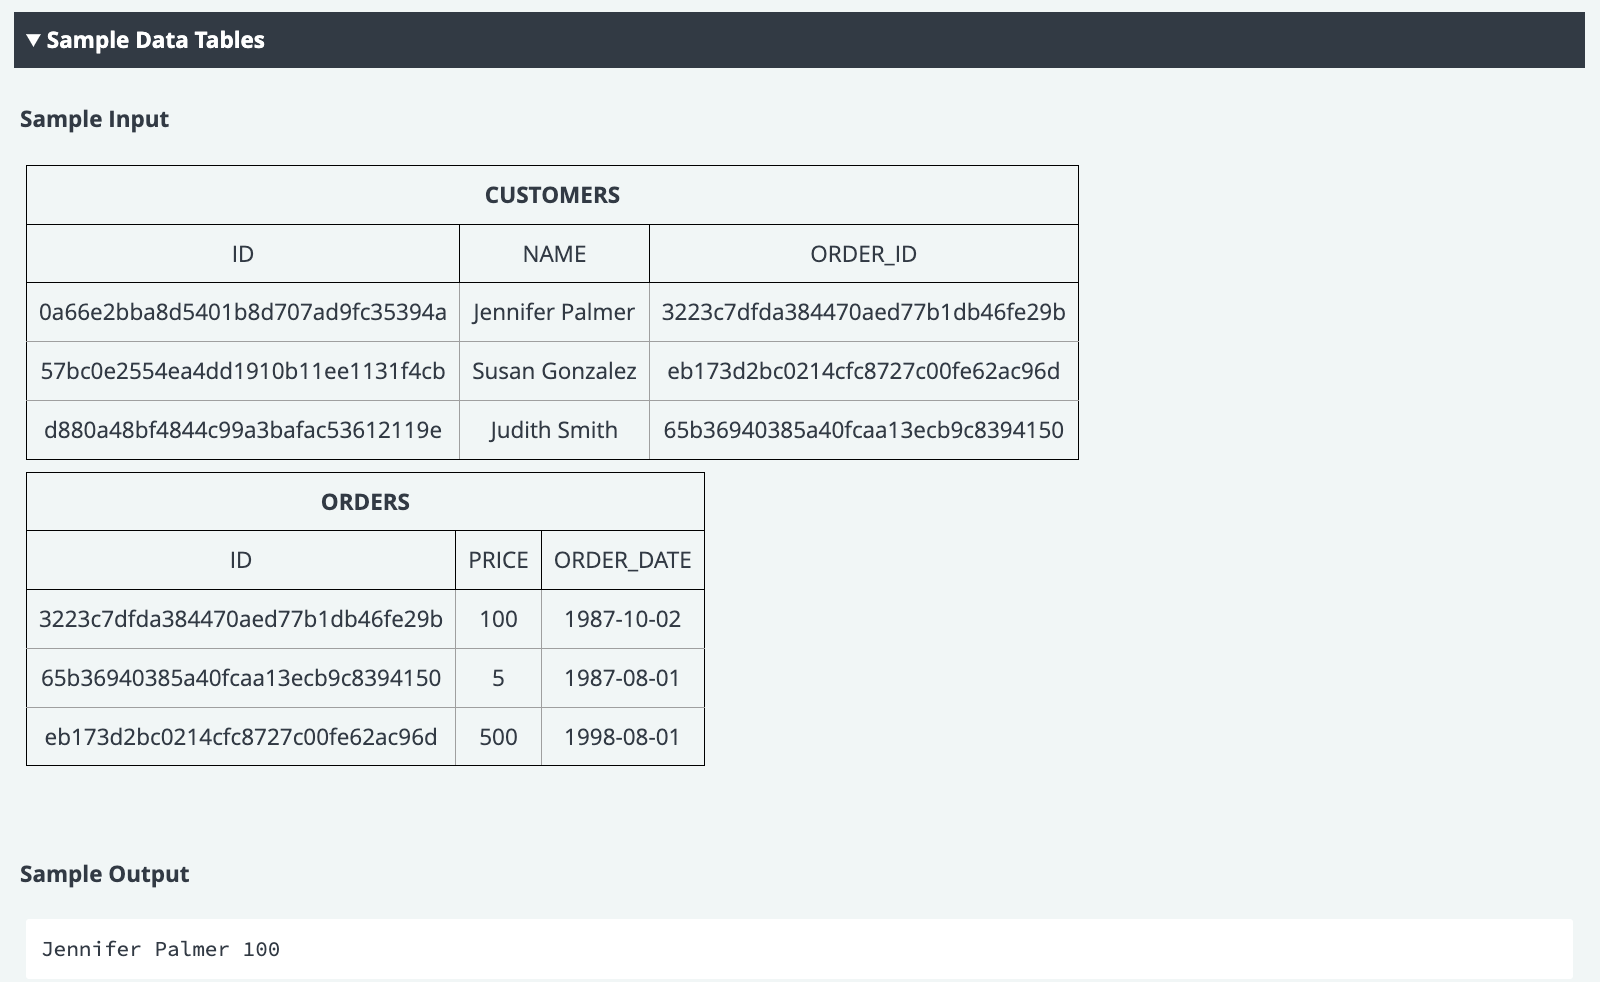 ▼ Sample Data Tables
Sample Input
CUSTOMERS
ID NAME ORDER_ID
0a66e2bba8d5401b8d707ad9fc35394a Jennifer Palmer 3223c7dfda384470aed77b1db46fe29b
57bc0e2554ea4dd1910b11ee1131f4cb Susan Gonzalez eb173d2bc0214cfc8727c00fe62ac96d
d880a48bf4844c99a3bafac53612119e Judith Smith 65b36940385a40fcaa13ecb9c8394150
ORDERS
ID PRICE ORDER_DATE
3223c7dfda384470aed77b1db46fe29b 100 1987-10-02
65b36940385a40fcaa13ecb9c8394150 5 1987-08-01
eb173d2bc0214cfc8727c00fe62ac96d 500 1998-08-01
Sample Output
Jennifer Palmer 100